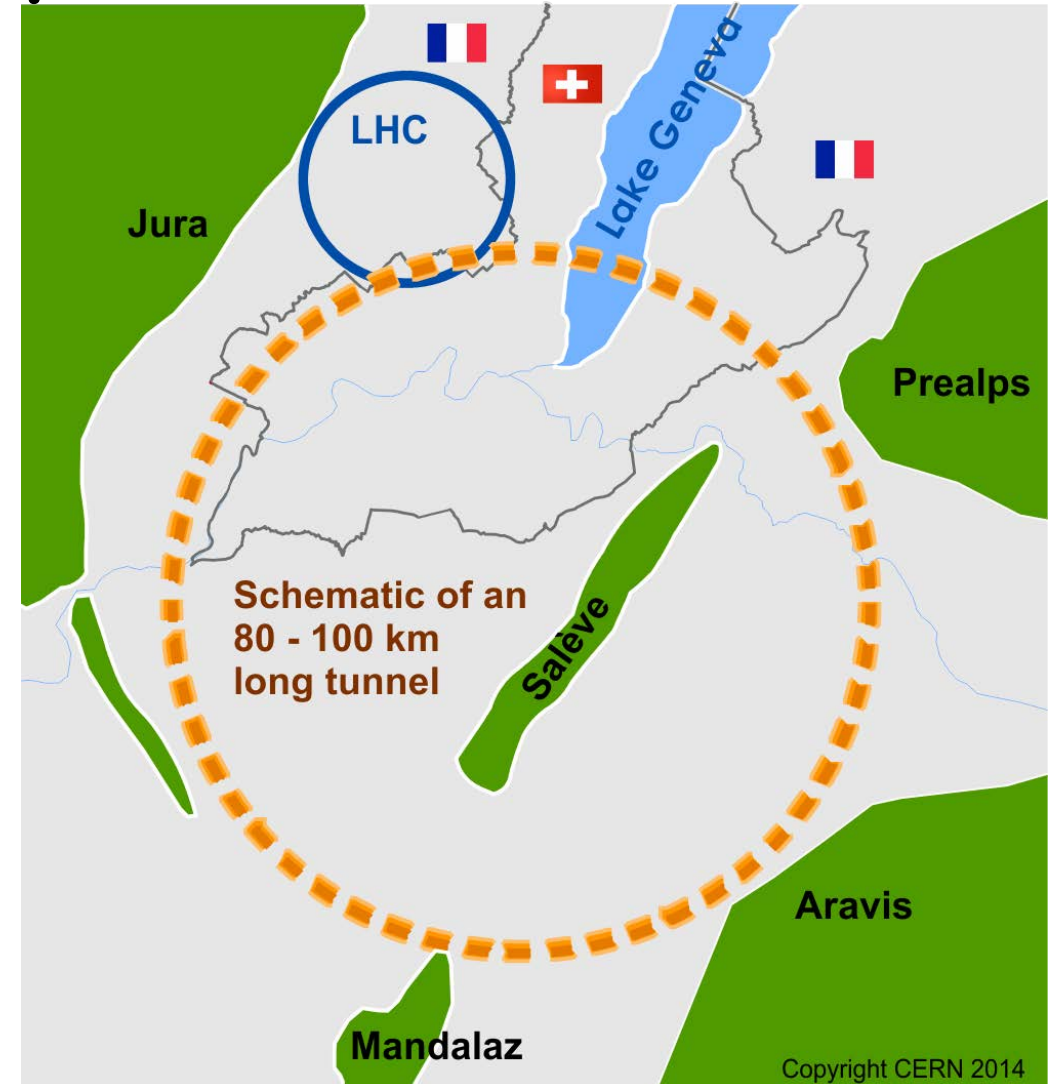 LHC
Lake Geneva
Jura
Prealps
Schematic of an
80 - 100 km
long tunnel
Salève
Aravis
Mandalaz
Copyright CERN 2014